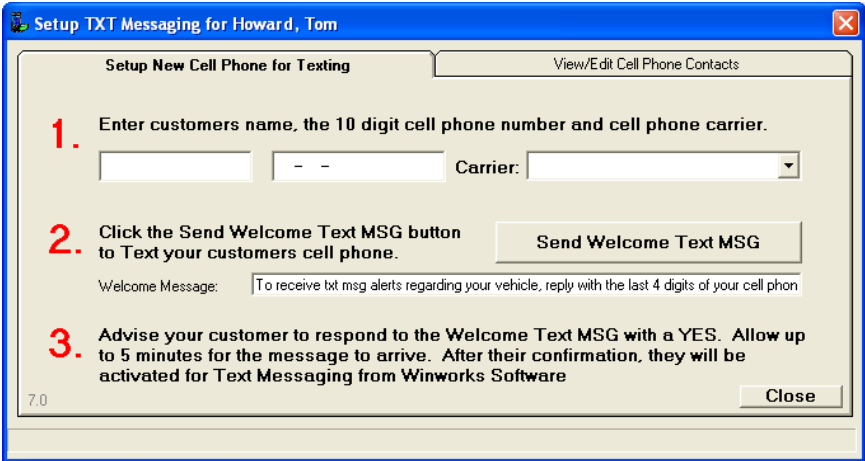 Setup TXT Messaging for Howard, Tom
Setup New Cell Phone for Texting
View/Edit Cell Phone Contacts
1.
Enter customers name, the 10 digit cell phone number and cell phone carrier.
- -
Carrier:
2.
Click the Send Welcome Text MSG button
to Text your customers cell phone.
Send Welcome Text MSG
Welcome Message:
To receive txt msg alerts regarding your vehicle, reply with the last 4 digits of your cell phon
3.
Advise your customer to respond to the Welcome Text MSG with a YES. Allow up
to 5 minutes for the message to arrive. After their confirmation, they will be
activated for Text Messaging from Winworks Software
7.0
Close